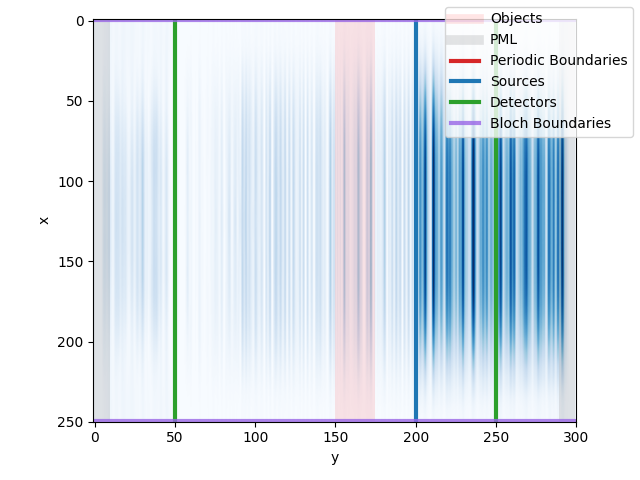 Objects
PML
Periodic Boundaries
Sources
Detectors
Bloch Boundaries
0
50
100
150
200
250
x
0
50
100
150
200
250
300
y